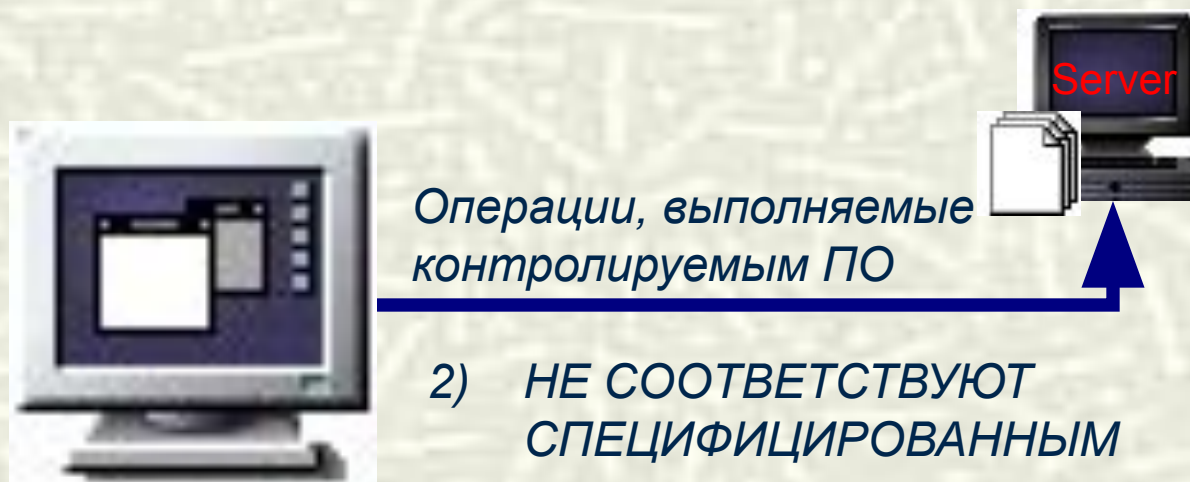 Server
Операции, выполняемые
контролируемым ПО
2) НЕ СООТВЕТСТВУЮТ
СПЕЦИФИЦИРОВАННЫМ